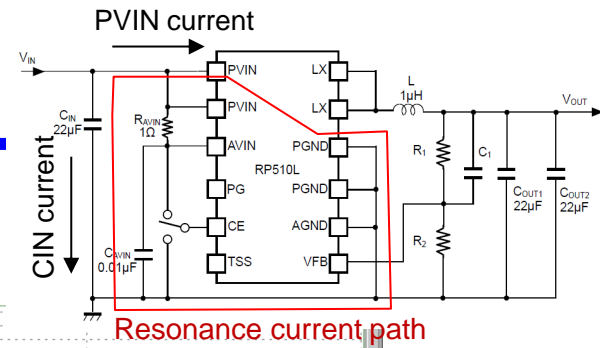 PVIN current
VIN
PVIN
LX
L
1μH
VOUT
CIN
22μF
RAVIN
1Ω
PVIN
LX
AVIN
PGND
R1
C1
RP510L
PG
PGND
COUT1
22μF
COUT2
22μF
CIN current
CE
AGND
R2
CAVIN
0.01μF
TSS
VFB
Resonance current path